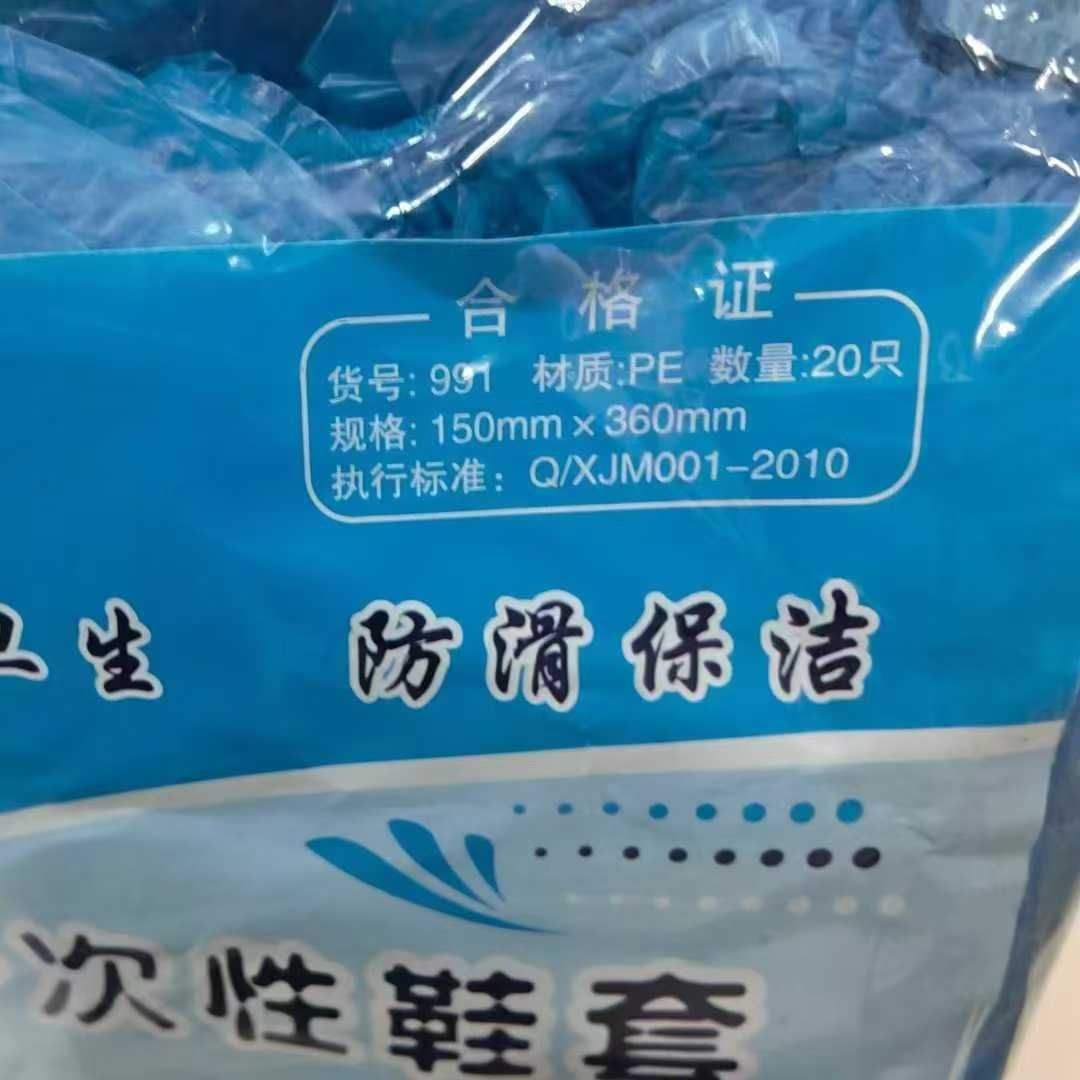 合格证
货号: 991 材质:PE 数量:20只
规格: 150mm×360mm
执行标准: Q/XJM001-2010
生 防滑保洁
次性鞋套